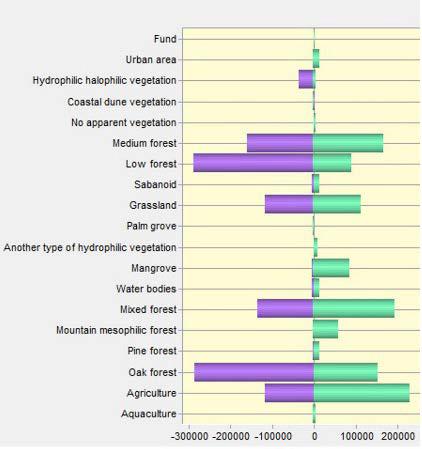 Fund
Urban area
Hydrophilic halophilic vegetation
Coastal dune vegetation
No apparent vegetation
Medium forest
Low forest
Sabanoid
Grassland
Palm grove
Another type of hydrophilic vegetation
Mangrove
Water bodies
Mixed forest
Mountain mesophilic forest
Pine forest
Oak forest
Agriculture
Aquaculture
-300000 -200000 -100000 0 100000 200000